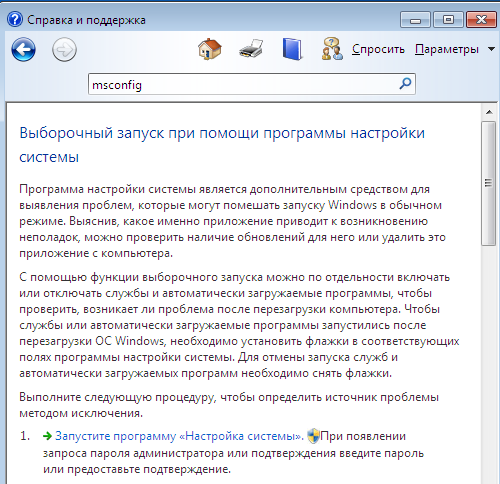 Справка и поддержка
Спросить Параметры
msconfig
Выборочный запуск при помощи программы настройки
системы
Программа настройки системы является дополнительным средством для
выявления проблем, которые могут помешать запуску Windows в обычном
режиме. Выяснив, какое именно приложение приводит к возникновению
неполадок, можно проверить наличие обновлений для него или удалить это
приложение с компьютера.
С помощью функции выборочного запуска можно по отдельности включать
или отключать службы и автоматически загружаемые программы, чтобы
проверить, возникает ли проблема после перезагрузки компьютера. Чтобы
службы или автоматически загружаемые программы запустились после
перезагрузки ОС Windows, необходимо установить флажки в соответствующих
полях программы настройки системы. Для отмены запуска служб и
автоматически загружаемых программ необходимо снять флажки.
Выполните следующую процедуру, чтобы определить источник проблемы
методом исключения.
1. Запустите программу «Настройка системы». При появлении
запроса пароля администратора или подтверждения введите пароль
или предоставьте подтверждение.